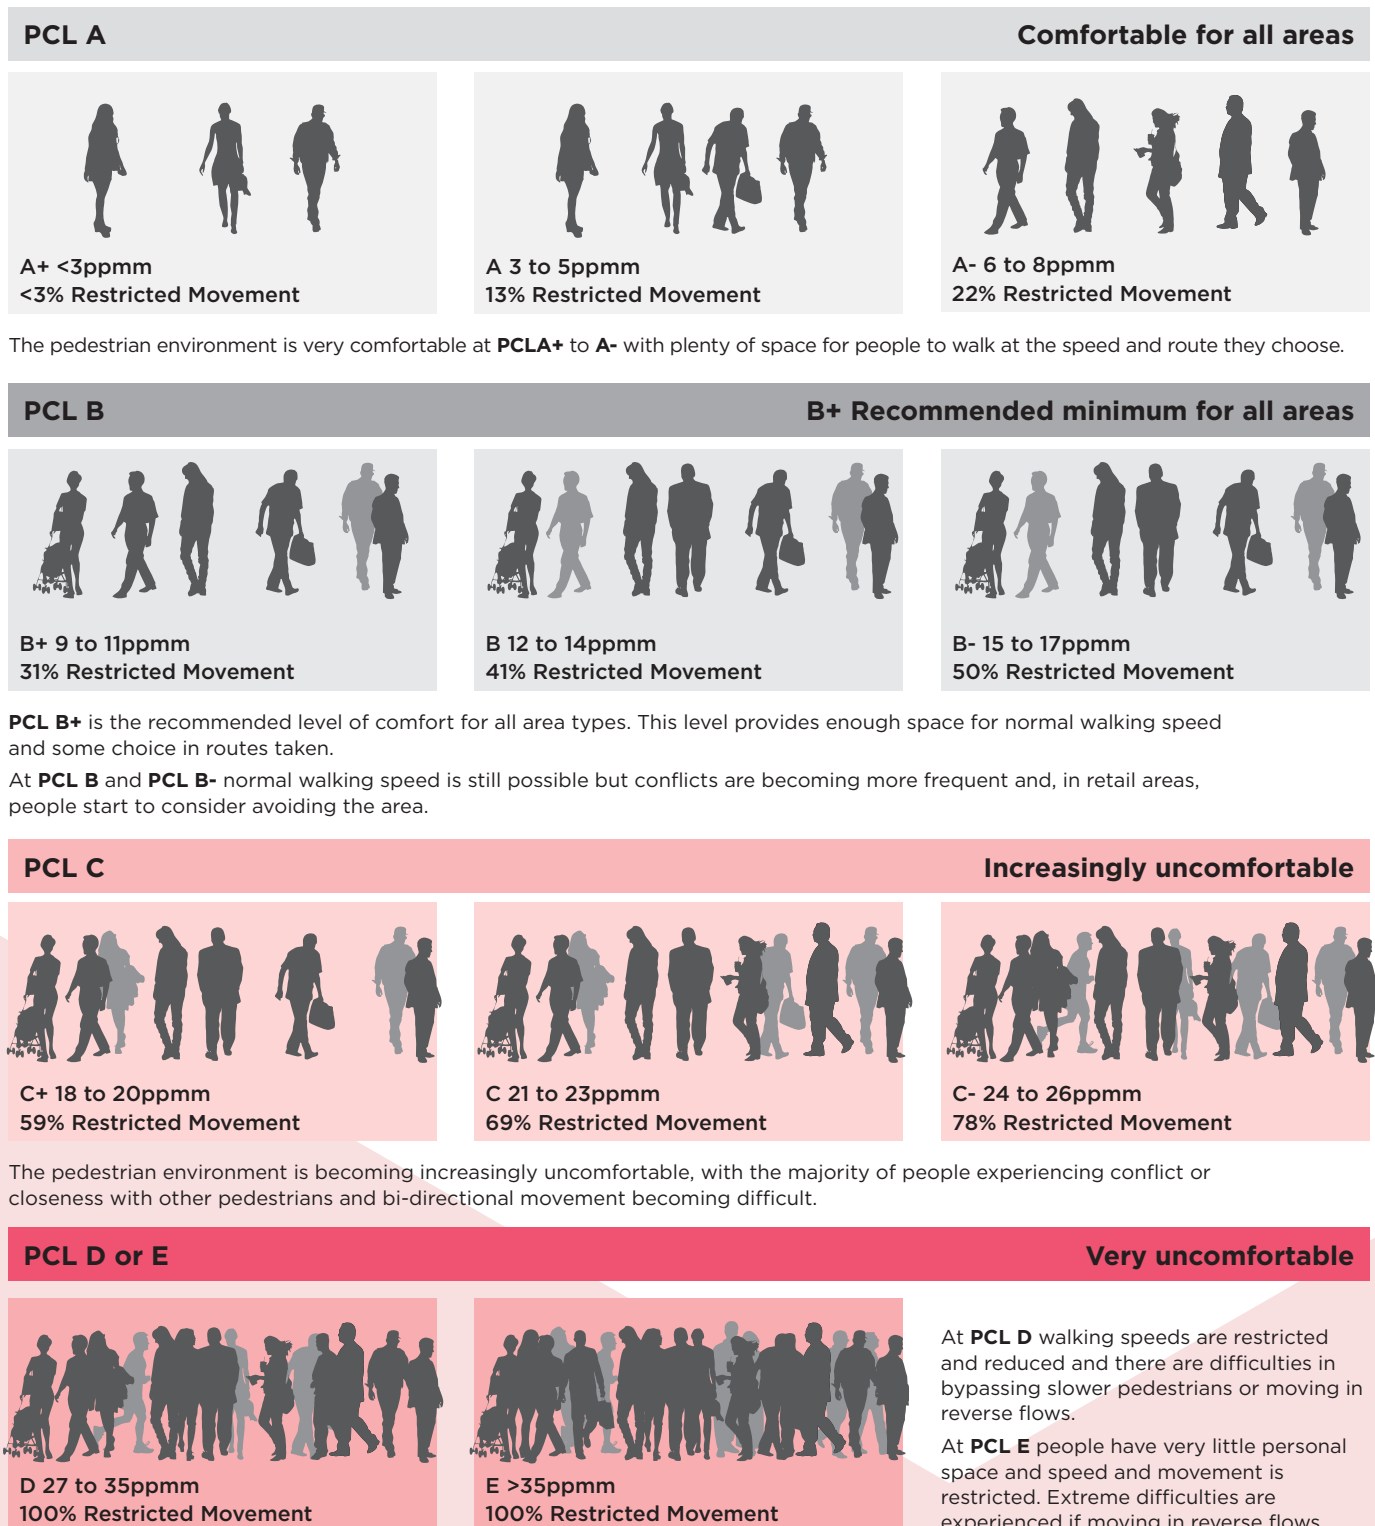 PCL A
Comfortable for all areas
A+ <3ppmm
<3% Restricted Movement
A 3 to 5ppmm
13% Restricted Movement
A- 6 to 8ppmm
22% Restricted Movement
The pedestrian environment is very comfortable at PCLA+ to A- with plenty of space for people to walk at the speed and route they choose.
PCL B
B+ Recommended minimum for all areas
B+ 9 to 11ppmm
31% Restricted Movement
B 12 to 14ppmm
41% Restricted Movement
B- 15 to 17ppmm
50% Restricted Movement
PCL B+ is the recommended level of comfort for all area types. This level provides enough space for normal walking speed
and some choice in routes taken.
At PCL B and PCL B- normal walking speed is still possible but conflicts are becoming more frequent and, in retail areas,
people start to consider avoiding the area.
PCL C
Increasingly uncomfortable
C+ 18 to 20ppmm
59% Restricted Movement
C 21 to 23ppmm
69% Restricted Movement
C- 24 to 26ppmm
78% Restricted Movement
The pedestrian environment is becoming increasingly uncomfortable, with the majority of people experiencing conflict or
closeness with other pedestrians and bi-directional movement becoming difficult.
PCL D or E
Very uncomfortable
D 27 to 35ppmm
100% Restricted Movement
E >35ppmm
100% Restricted Movement
At PCL D walking speeds are restricted
and reduced and there are difficulties in
bypassing slower pedestrians or moving in
reverse flows.
At PCL E people have very little personal
space and speed and movement is
restricted. Extreme difficulties are
experienced if moving in reverse flows